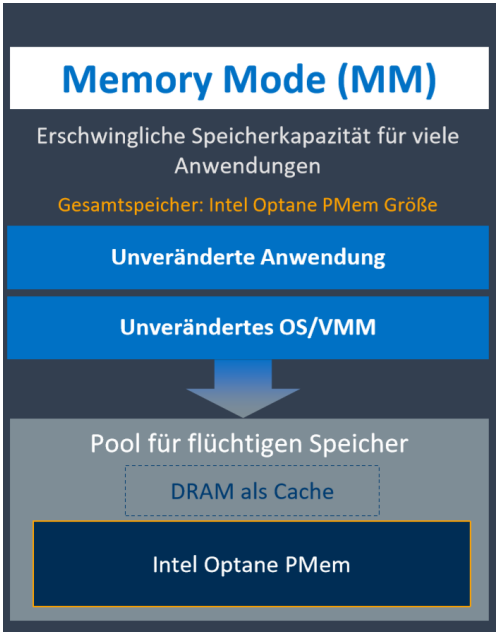 Memory Mode (MM)
Erschwingliche Speicherkapazität für viele
Anwendungen
Gesamtspeicher: Intel Optane PMem Größe
Unveränderte Anwendung
Unverändertes OS/VMM
Pool für flüchtigen Speicher
DRAM als Cache
Intel Optane PMem